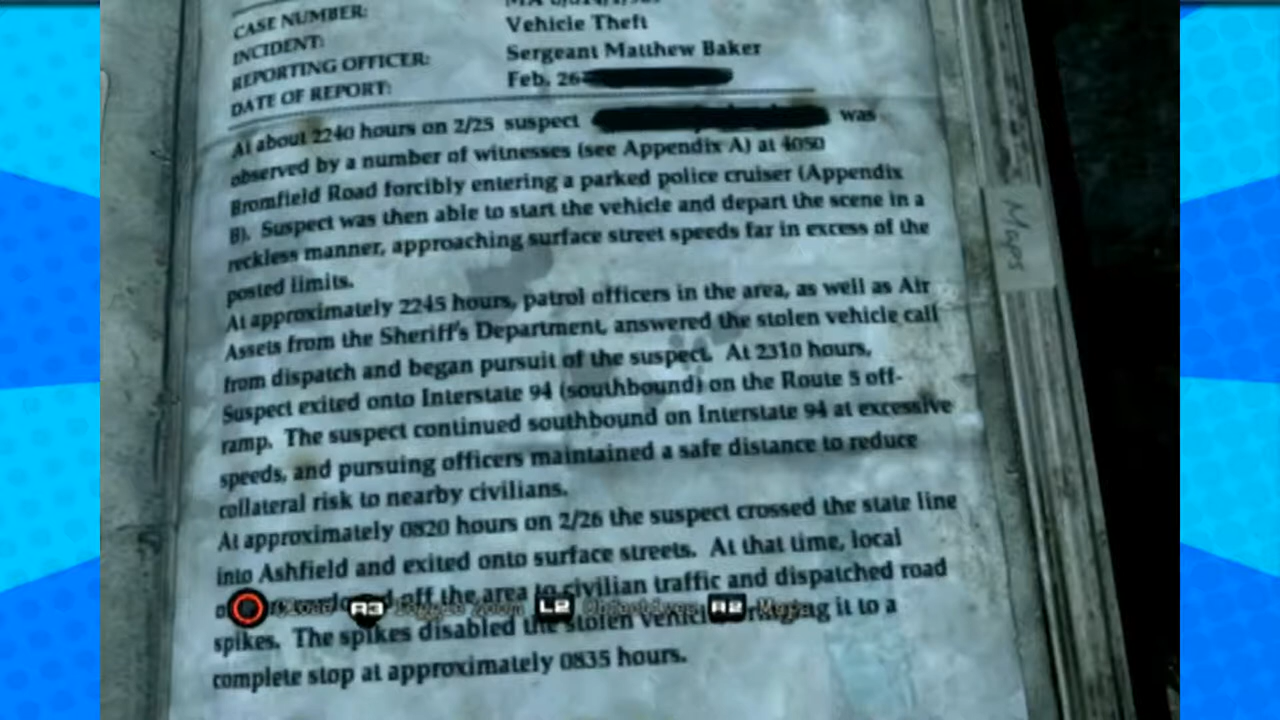 CASE NUMBER:
INCIDENT: Vehicle Theft
REPORTING OFFICER: Sergeant Matthew Baker
DATE OF REPORT: Feb. 26
At about 2240 hours on 2/25 suspect was
observed by a number of witnesses (see Appendix A) at 4050
Bromfield Road forcibly entering a parked police cruiser (Appendix
B). Suspect was then able to start the vehicle and depart the scene in a
reckless manner, approaching surface street speeds far in excess of the
posted limits.
At approximately 2245 hours, patrol officers in the area, as well as Air
Assets from the Sheriff's Department, answered the stolen vehicle call
from dispatch and began pursuit of the suspect. At 2310 hours,
Suspect exited onto Interstate 94 (southbound) on the Route 5 off-
ramp. The suspect continued southbound on Interstate 94 at excessive
speeds, and pursuing officers maintained a safe distance to reduce
collateral risk to nearby civilians.
At approximately 0820 hours on 2/26 the suspect crossed the state line
into Ashfield and exited onto surface streets. At that time, local
off the area to civilian traffic and dispatched road
spikes. The spikes disabled the stolen it to a
complete stop at approximately 0835 hours.
Maps
R3 L2 R2